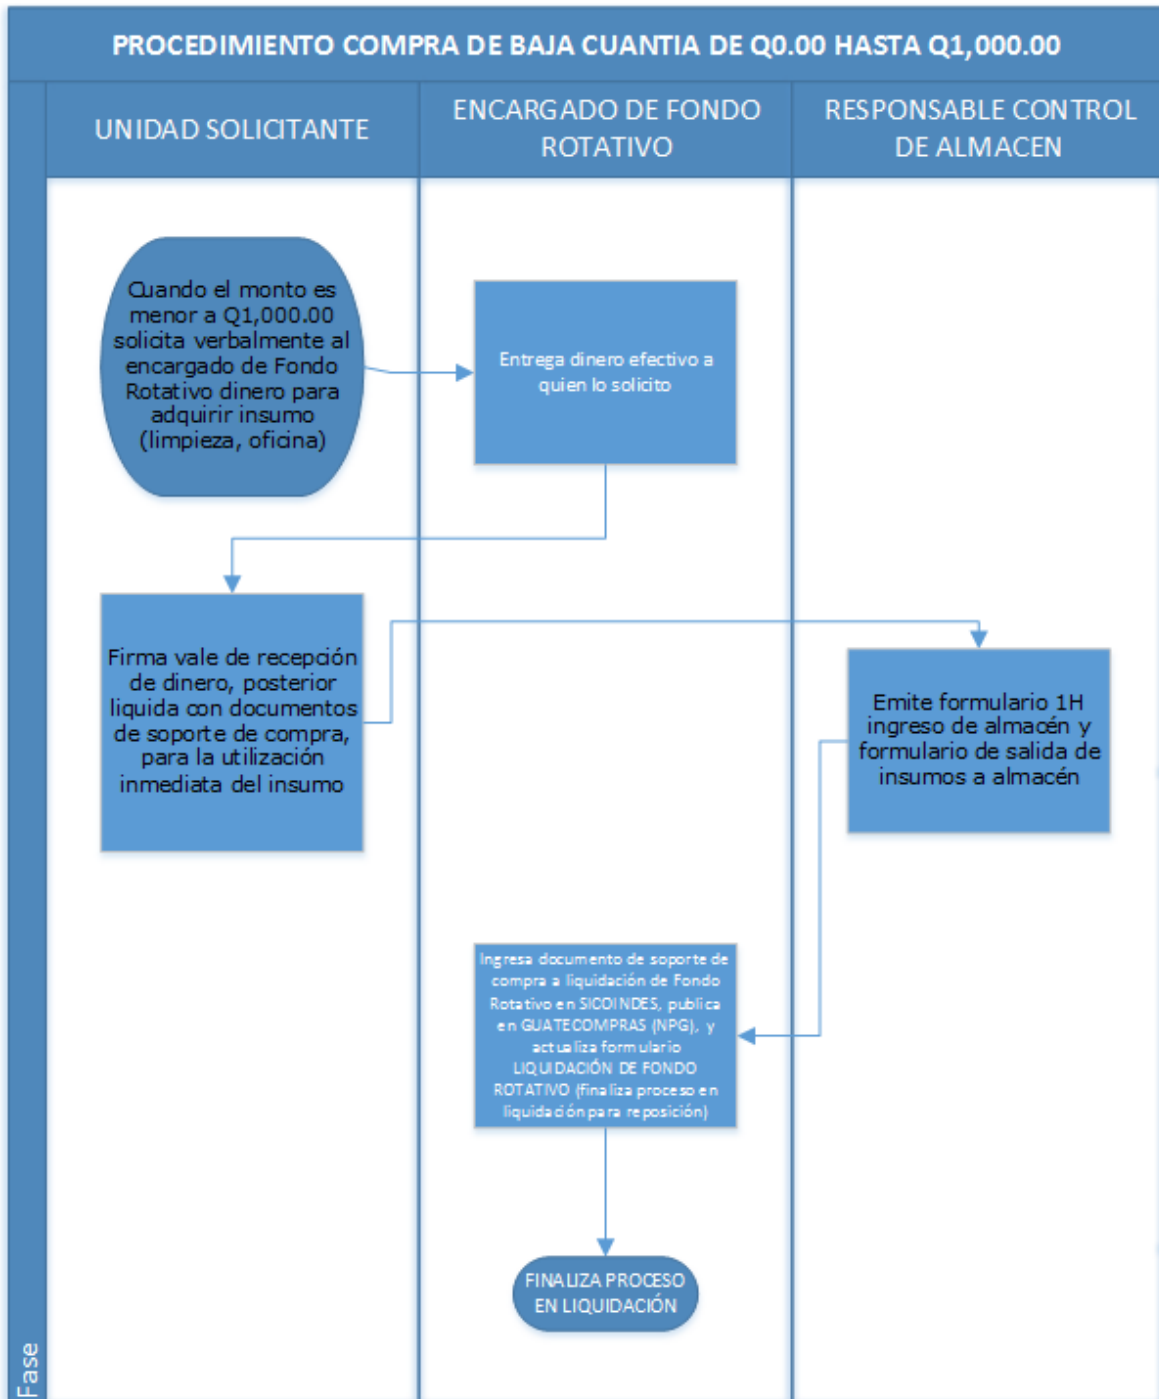 PROCEDIMIENTO COMPRA DE BAJA CUANTIA DE Q0.00 HASTA Q1,000.00
UNIDAD SOLICITANTE
ENCARGADO DE FONDO
ROTATIVO
RESPONSABLE CONTROL
DE ALMACEN
Cuando el monto es
menor a Q1,000.00
solicita verbalmente al
encargado de Fondo
Rotativo dinero para
adquirir insumo
(limpieza, oficina)
Entrega dinero efectivo a
quien lo solicito
Firma vale de recepción
de dinero, posterior
liquida con documentos
de soporte de compra,
para la utilización
inmediata del insumo
Emite formulario 1H
ingreso de almacén y
formulario de salida de
insumos a almacén
Ingresa documento de soporte de
compra a liquidación de Fondo
Rotativo en SICOINDES, publica
en GUATECOMPRAS (NPG), y
actualiza formulario
LIQUIDACIÓN DE FONDO
ROTATIVO (finaliza proceso en
liquidación para reposición)
FINALIZA PROCESO
EN LIQUIDACIÓN
Fase